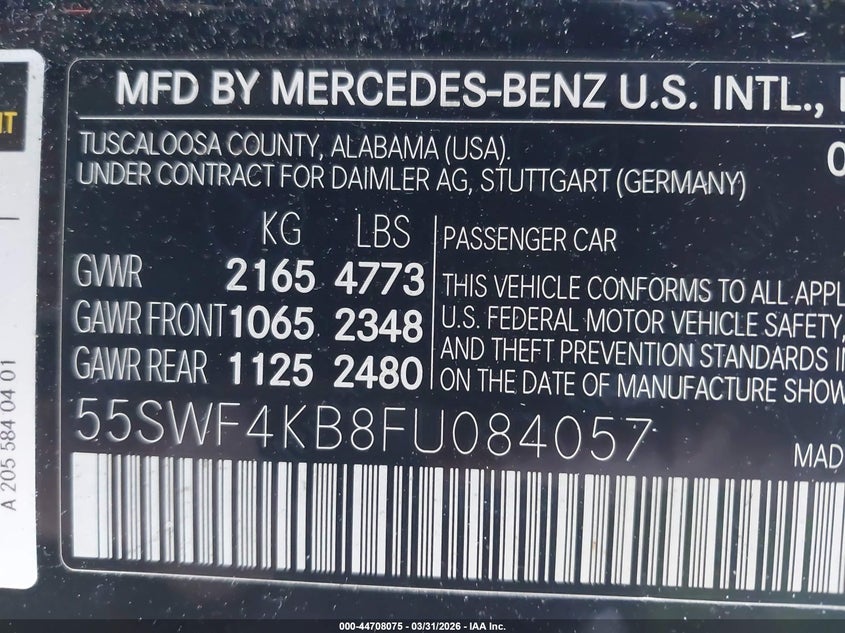 MFD BY MERCEDES-BENZ U.S. INTL.,
TUSCALOOSA COUNTY, ALABAMA (USA).
UNDER CONTRACT FOR DAIMLER AG, STUTTGART (GERMANY)
KG LBS
GVWR 2165 4773
GAWR FRONT 1065 2348
GAWR REAR 1125 2480
PASSENGER CAR
THIS VEHICLE CONFORMS TO ALL APPL
U.S. FEDERAL MOTOR VEHICLE SAFETY,
AND THEFT PREVENTION STANDARDS I
ON THE DATE OF MANUFACTURE SHOW
55SWF4KB8FU084057
MAD
A 205 584 04 01
000-44708075 - 03/31/2026 - IAA Inc.